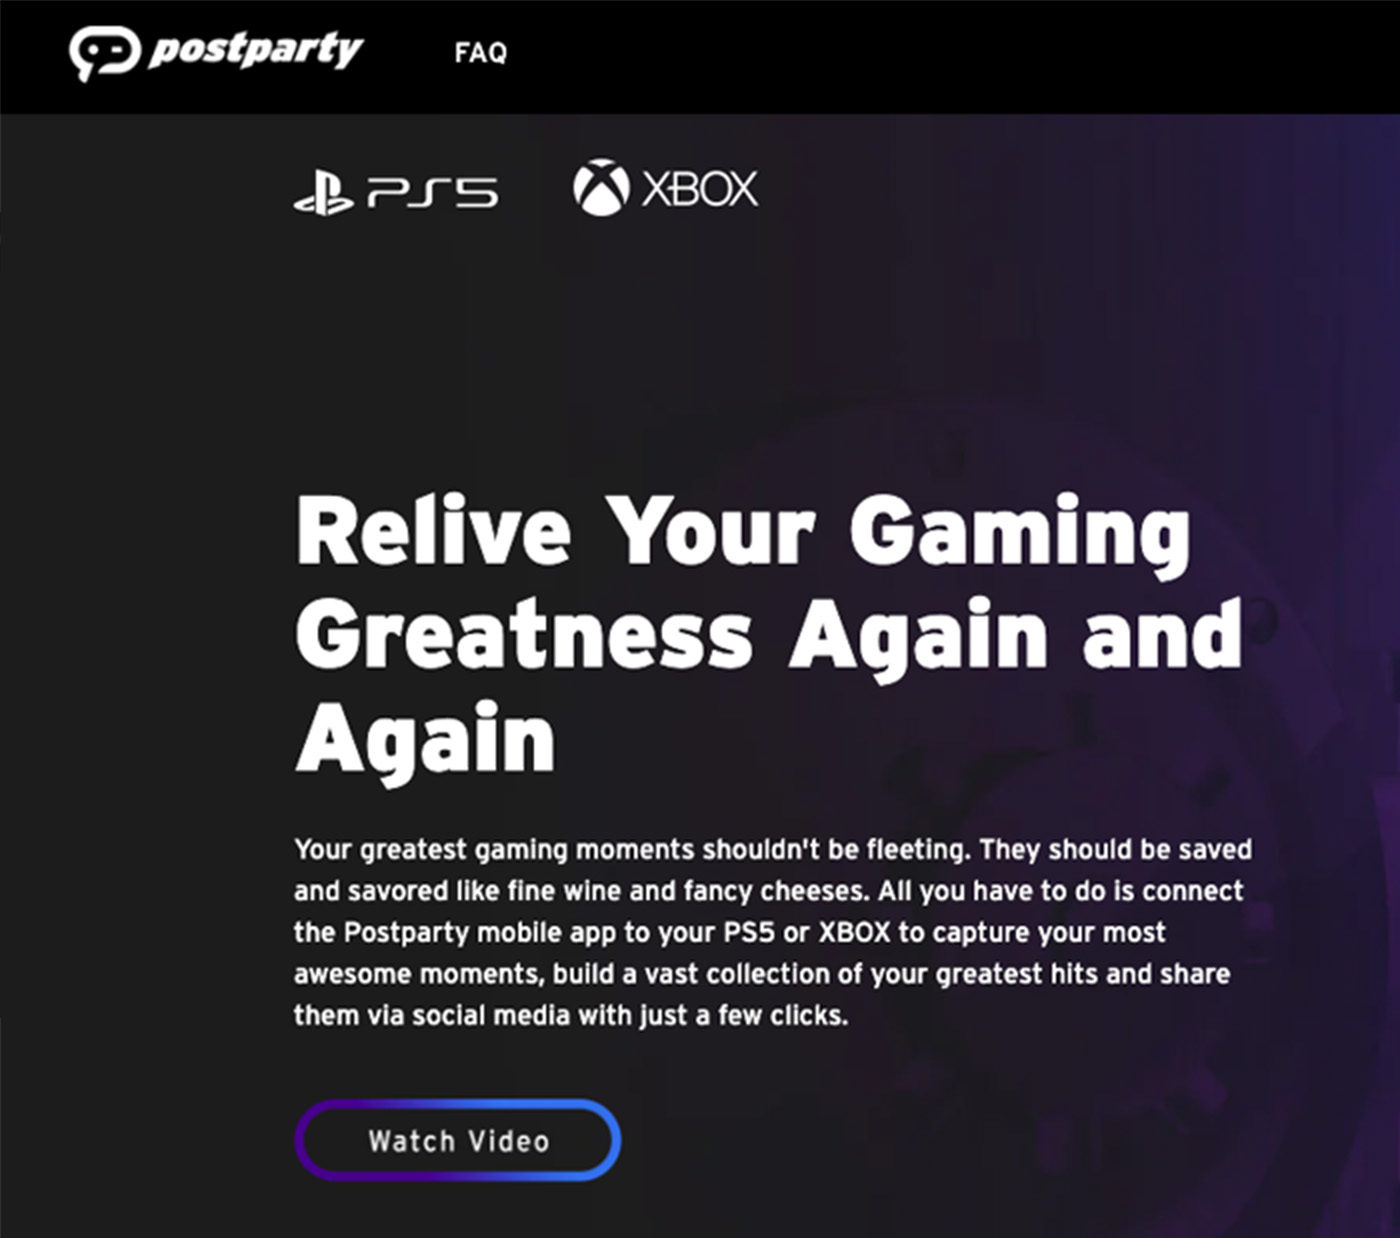 postparty FAQ
PS5 XBOX
Relive Your Gaming
Greatness Again and
Again
Your greatest gaming moments shouldn't be fleeting. They should be saved
and savored like fine wine and fancy cheeses. All you have to do is connect
the Postparty mobile app to your PS5 or XBOX to capture your most
awesome moments, build a vast collection of your greatest hits and share
them via social media with just a few clicks.
Watch Video